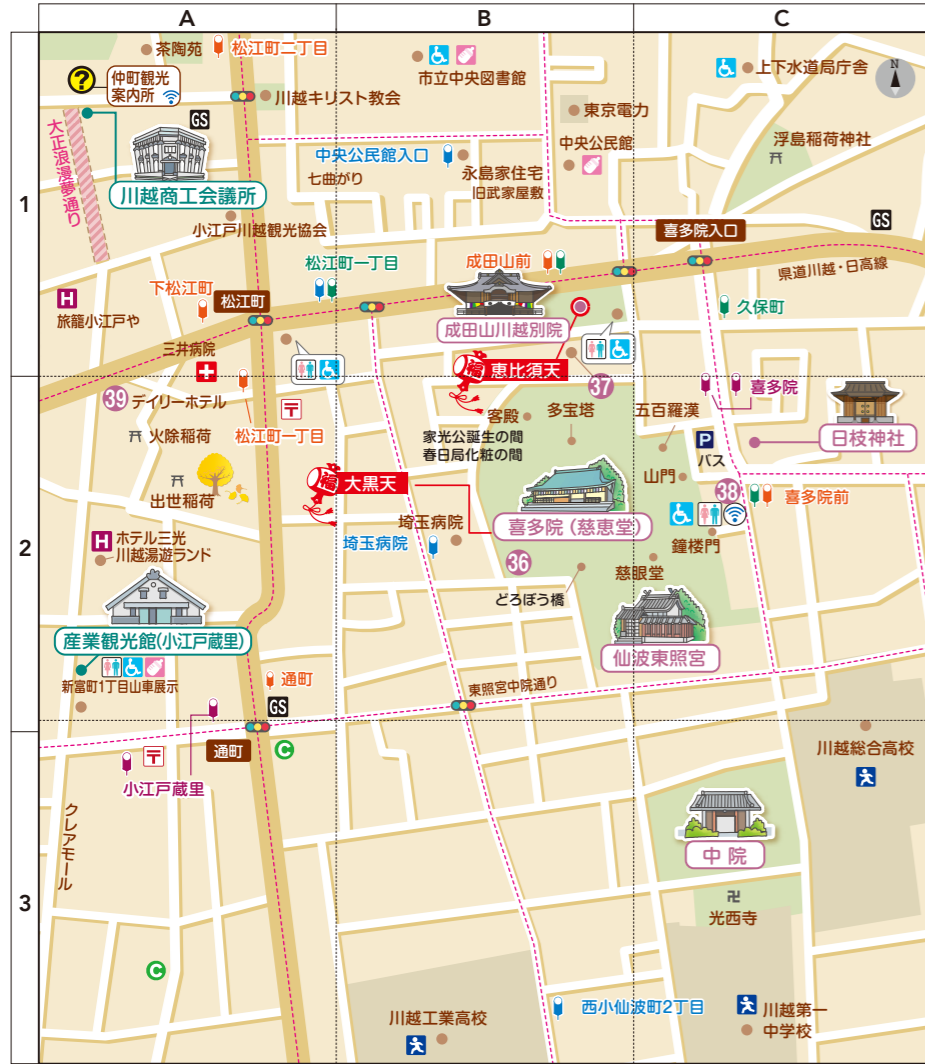 A
B
C
1
2
3
茶陶苑
松江町二丁目
?
仲町観光
案内所
川越キリスト教会
GS
大正浪漫夢通り
川越商工会議所
小江戸川越観光協会
市立中央図書館
東京電力
中央公民館
中央公民館入口
七曲がり
永島家住宅
旧武家屋敷
上下水道局庁舎
N
浮島稲荷神社
喜多院入口
GS
県道川越・日高線
松江町一丁目
成田山前
成田山川越別院
久保町
H
旅籠小江戸や
下松江町
松江町
三井病院
福
恵比須天
37
39
デイリーホテル
〒
松江町一丁目
火除稲荷
出世稲荷
客殿
多宝塔
家光公誕生の間
春日局化粧の間
五百羅漢
喜多院
P
バス
日枝神社
山門
38
喜多院前
福
大黒天
喜多院(慈恵堂)
鐘楼門
埼玉病院
埼玉病院
36
慈眼堂
どろぼう橋
仙波東照宮
H
ホテル三光
川越湯遊ランド
産業観光館(小江戸蔵里)
新富町1丁目山車展示
通町
GS
東照宮中院通り
通町
C
〒
小江戸蔵里
クレアモール
川越総合高校
中院
卍
光西寺
C
川越工業高校
西小仙波町2丁目
川越第一
中学校